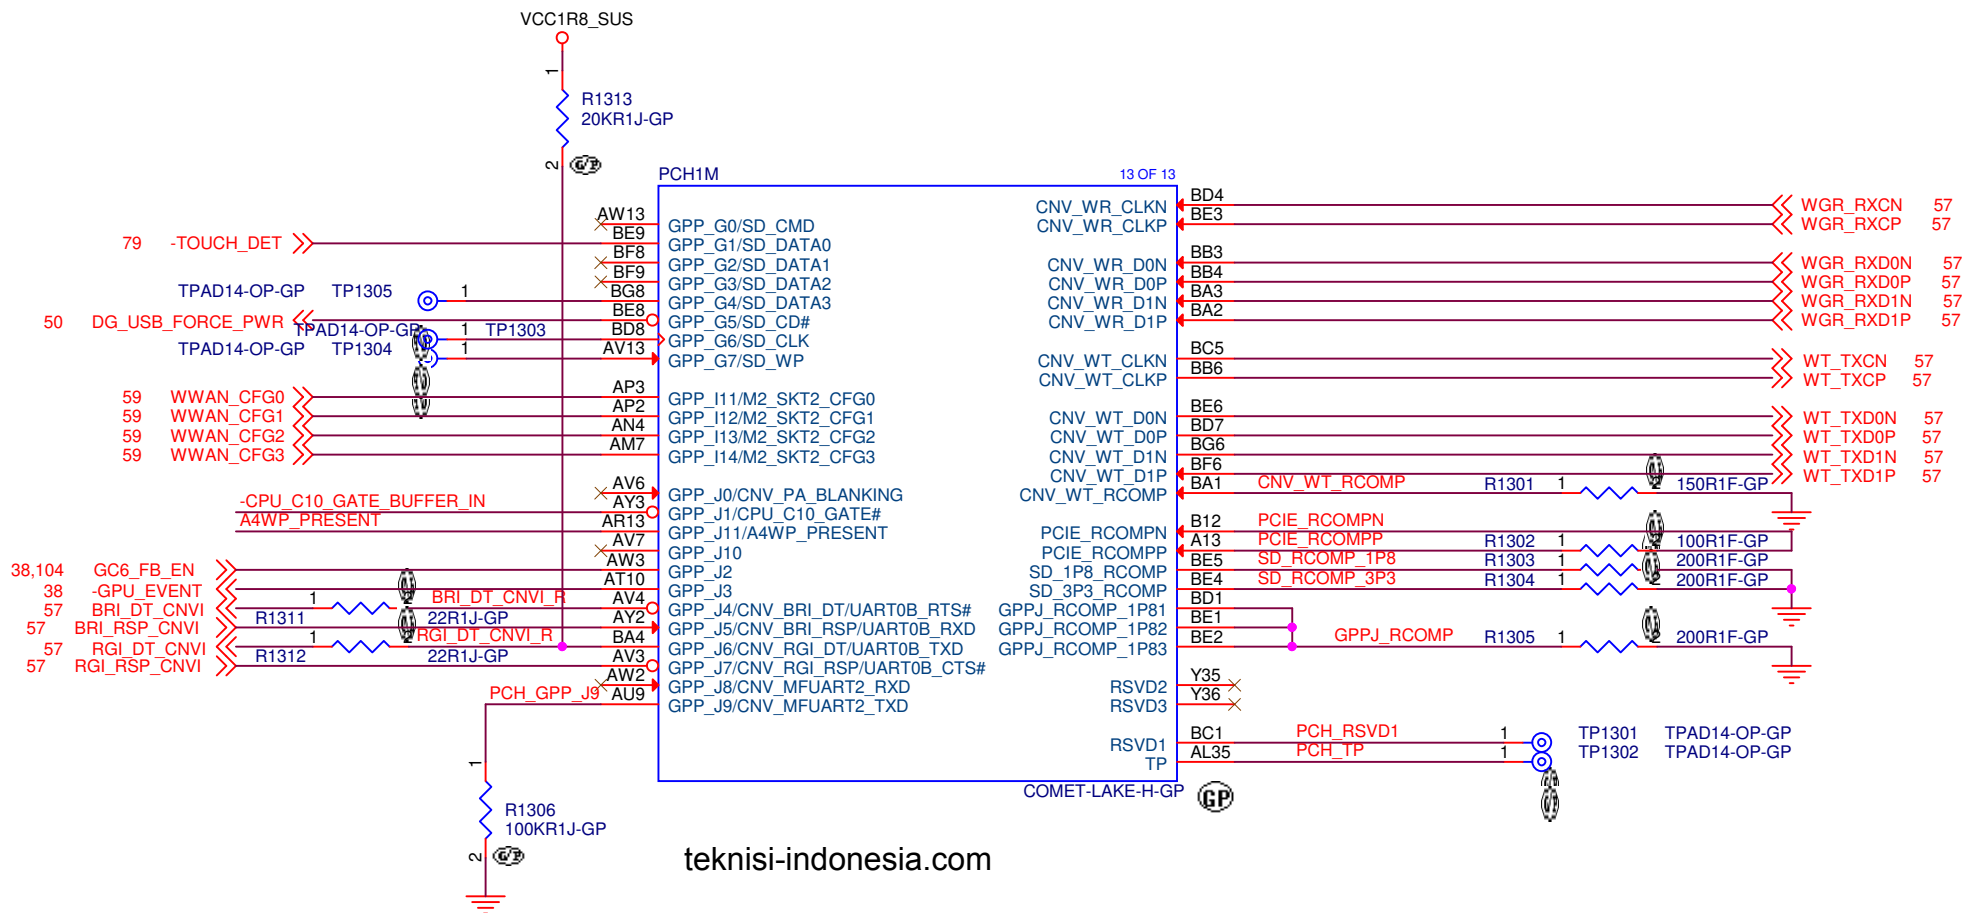 VCC1R8_SUS
1
R1313
20KR1J-GP
2
PCH1M
13 OF 13
79 -TOUCH_DET
TPAD14-OP-GP TP1305 1
50 DG_USB_FORCE_PWR
TPAD14-OP-GP 1 TP1303
TPAD14-OP-GP TP1304 1
59 WWAN_CFG0
59 WWAN_CFG1
59 WWAN_CFG2
59 WWAN_CFG3
-CPU_C10_GATE_BUFFER_IN
A4WP_PRESENT
38,104 GC6_FB_EN
38 -GPU_EVENT
57 BRI_DT_CNVI
R1311 1 22R1J-GP
BRI_DT_CNVI_R
57 BRI_RSP_CNVI
57 RGI_DT_CNVI
R1312 1 22R1J-GP
RGI_DT_CNVI_R
57 RGI_RSP_CNVI
PCH_GPP_J9
1
R1306
100KR1J-GP
2
AW13 GPP_G0/SD_CMD
BE9 GPP_G1/SD_DATA0
BF8 GPP_G2/SD_DATA1
BF9 GPP_G3/SD_DATA2
BG8 GPP_G4/SD_DATA3
BE8 GPP_G5/SD_CD#
BD8 GPP_G6/SD_CLK
AV13 GPP_G7/SD_WP
AP3 GPP_I11/M2_SKT2_CFG0
AP2 GPP_I12/M2_SKT2_CFG1
AN4 GPP_I13/M2_SKT2_CFG2
AM7 GPP_I14/M2_SKT2_CFG3
AV6 GPP_J0/CNV_PA_BLANKING
AY3 GPP_J1/CPU_C10_GATE#
AR13 GPP_J11/A4WP_PRESENT
AV7 GPP_J10
AW3 GPP_J2
AT10 GPP_J3
AV4 GPP_J4/CNV_BRI_DT/UART0B_RTS#
AY2 GPP_J5/CNV_BRI_RSP/UART0B_RXD
BA4 GPP_J6/CNV_RGI_DT/UART0B_TXD
AV3 GPP_J7/CNV_RGI_RSP/UART0B_CTS#
AW2 GPP_J8/CNV_MFUART2_RXD
AU9 GPP_J9/CNV_MFUART2_TXD
CNV_WR_CLKN BD4 WGR_RXCN 57
CNV_WR_CLKP BE3 WGR_RXCP 57
CNV_WR_D0N BB3 WGR_RXD0N 57
CNV_WR_D0P BB4 WGR_RXD0P 57
CNV_WR_D1N BA3 WGR_RXD1N 57
CNV_WR_D1P BA2 WGR_RXD1P 57
CNV_WT_CLKN BC5 WT_TXCN 57
CNV_WT_CLKP BB6 WT_TXCP 57
CNV_WT_D0N BE6 WT_TXD0N 57
CNV_WT_D0P BD7 WT_TXD0P 57
CNV_WT_D1N BG6 WT_TXD1N 57
CNV_WT_D1P BF6 WT_TXD1P 57
CNV_WT_RCOMP BA1 CNV_WT_RCOMP R1301 1 150R1F-GP
PCIE_RCOMPN B12 PCIE_RCOMPN
PCIE_RCOMPP A13 PCIE_RCOMPP R1302 1 100R1F-GP
SD_1P8_RCOMP BE5 SD_RCOMP_1P8 R1303 1 200R1F-GP
SD_3P3_RCOMP BE4 SD_RCOMP_3P3 R1304 1 2 200R1F-GP
GPPJ_RCOMP_1P81 BD1
GPPJ_RCOMP_1P82 BE1
GPPJ_RCOMP_1P83 BE2 GPPJ_RCOMP R1305 1 2 200R1F-GP
RSVD2 Y35
RSVD3 Y36
RSVD1 BC1 PCH_RSVD1 1 TP1301 TPAD14-OP-GP
TP AL35 PCH_TP 1 TP1302 TPAD14-OP-GP
COMET-LAKE-H-GP
GP
teknisi-indonesia.com